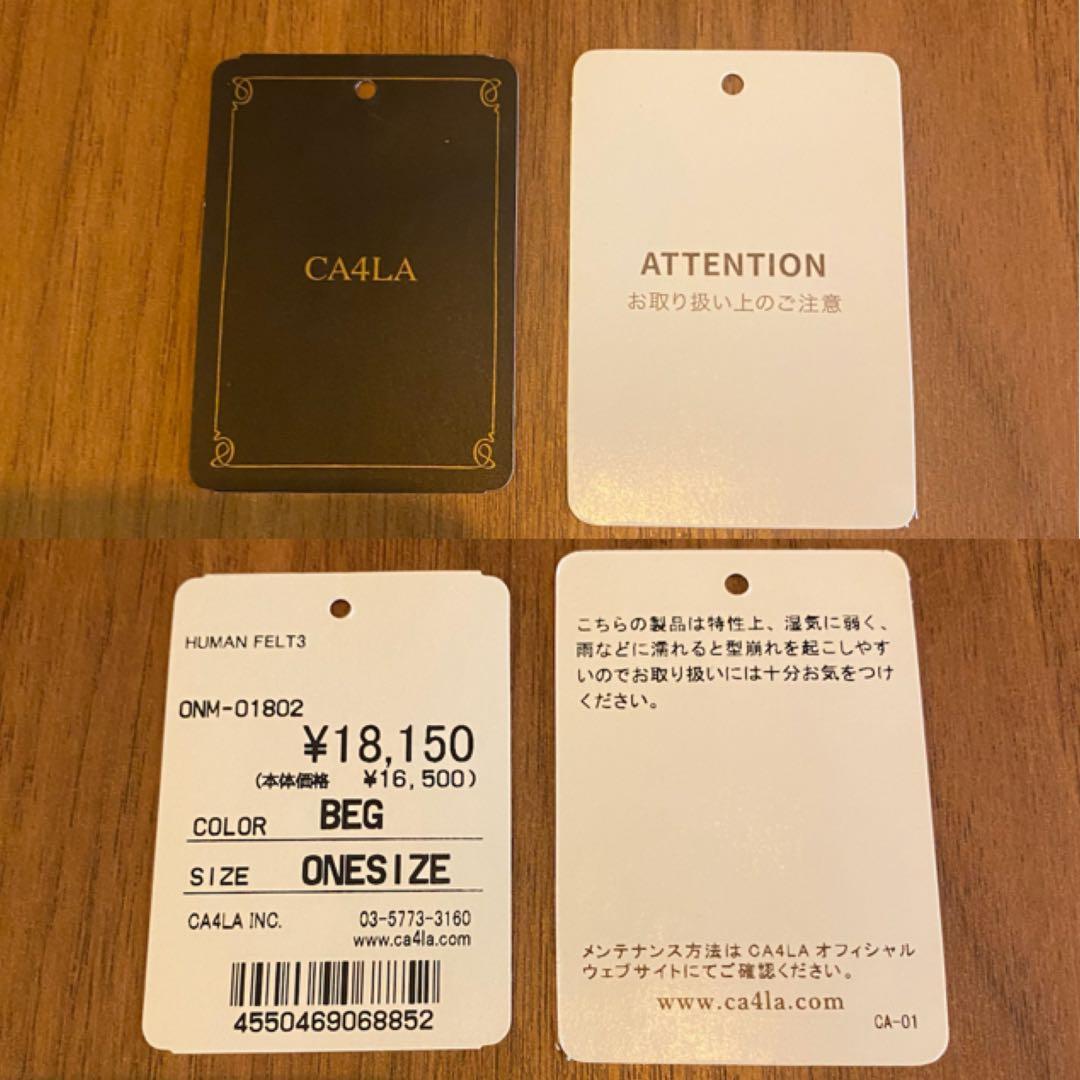 CA4LA
ATTENTION
お取り扱い上のご注意
HUMAN FELT3
ONM-01802
¥18,150
(本体価格 ¥16,500)
COLOR BEG
SIZE ONESIZE
CA4LA INC. 03-5773-3160
www.ca4la.com
4550469068852
こちらの製品は特性上、湿気に弱く、
雨などに濡れると型崩れを起こしやす
いのでお取り扱いには十分お気をつけ
ください。
メンテナンス方法は CA4LA オフィシャル
ウェブサイトにてご確認ください。
www.ca4la.com
CA-01